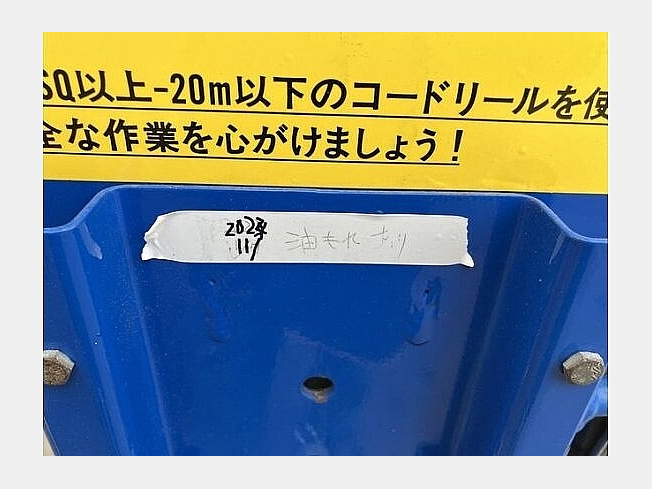 SQ以上-20m以下のコードリールを使
全な作業を心がけましょう！
油もれ あり
11/